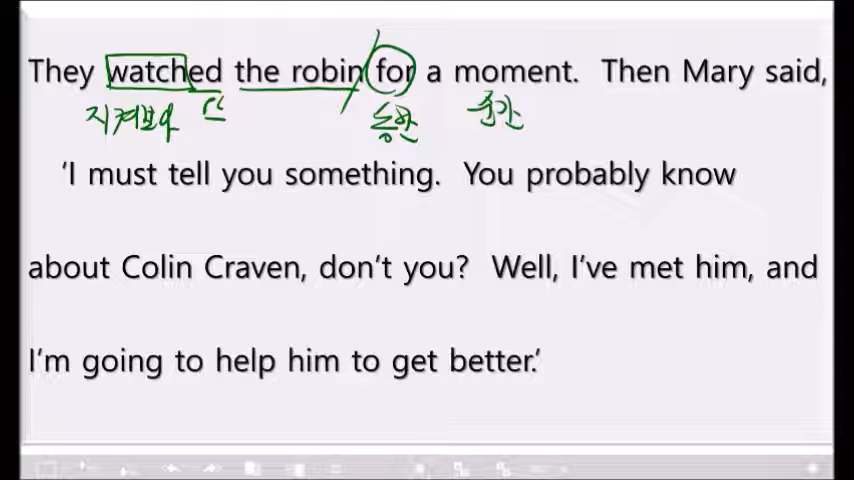 They watched the robin for a moment. Then Mary said,
지켜보아 ㅆ 동안 순간
‘I must tell you something. You probably know
about Colin Craven, don’t you? Well, I’ve met him, and
I’m going to help him to get better.’